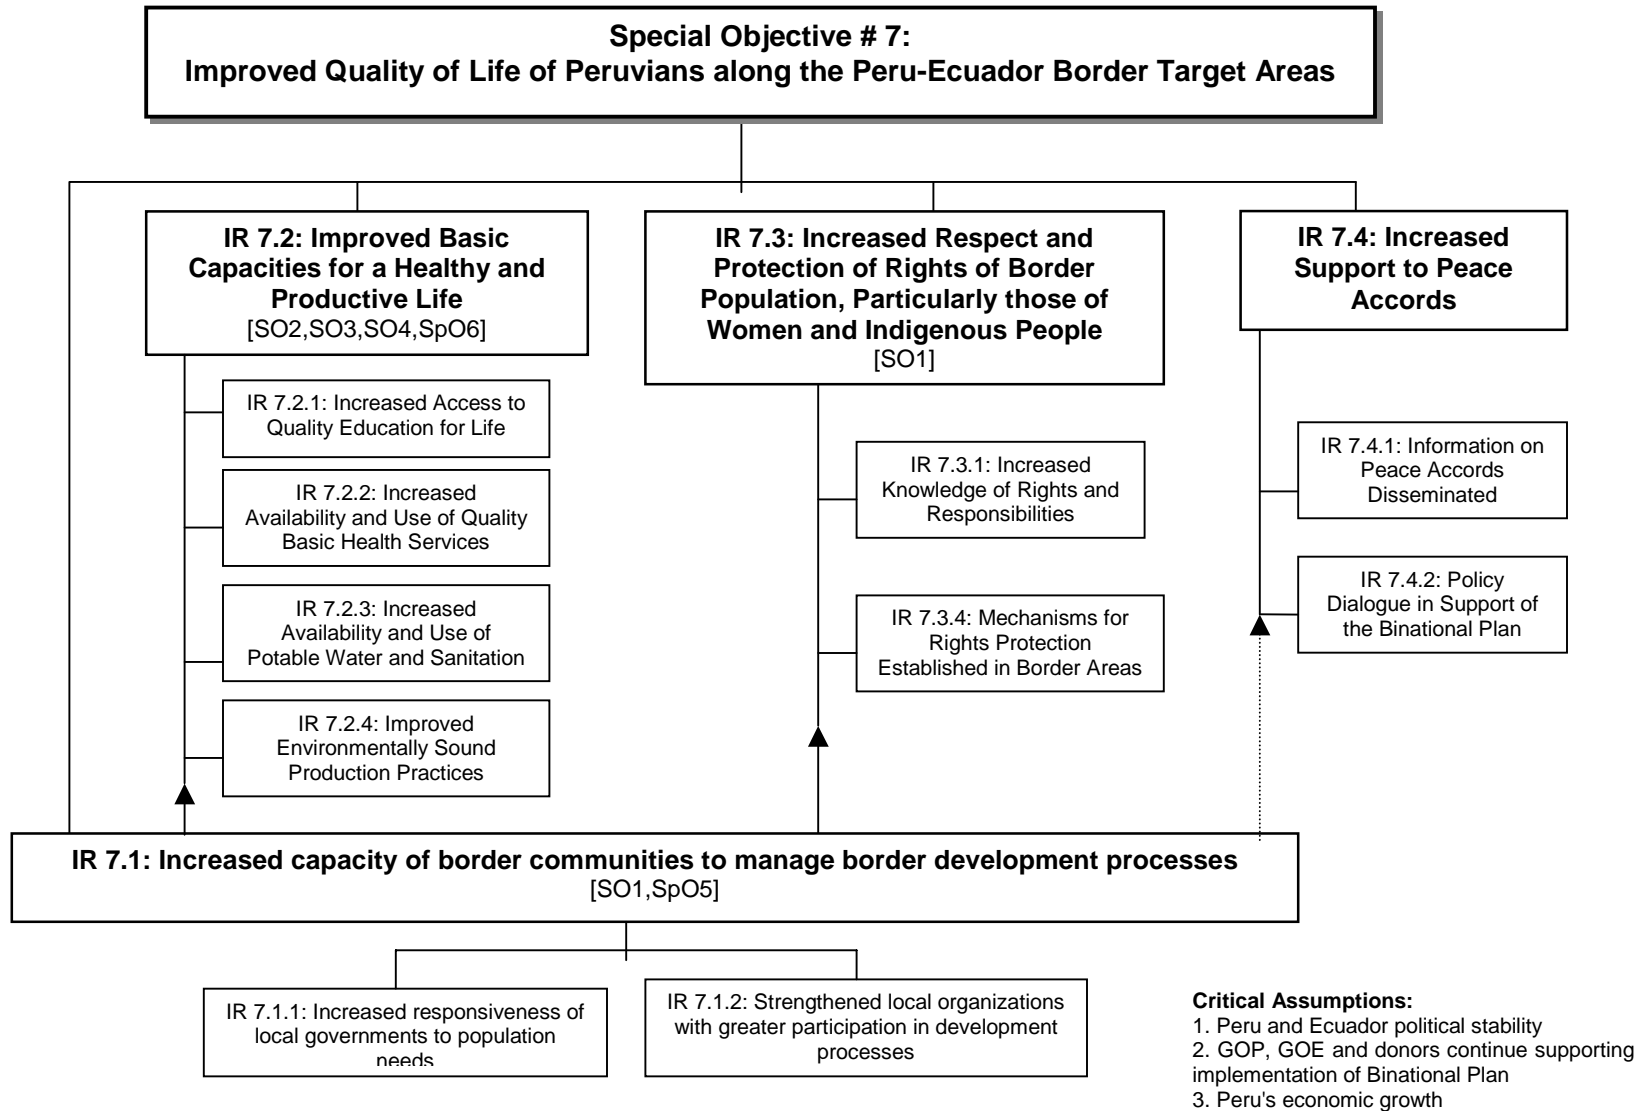 Special Objective # 7:
Improved Quality of Life of Peruvians along the Peru-Ecuador Border Target Areas
IR 7.2: Improved Basic
Capacities for a Healthy and
Productive Life
[SO2,SO3,SO4,SpO6]
IR 7.2.1: Increased Access to
Quality Education for Life
IR 7.2.2: Increased
Availability and Use of Quality
Basic Health Services
IR 7.2.3: Increased
Availability and Use of
Potable Water and Sanitation
IR 7.2.4: Improved
Environmentally Sound
Production Practices
IR 7.3: Increased Respect and
Protection of Rights of Border
Population, Particularly those of
Women and Indigenous People
[SO1]
IR 7.3.1: Increased
Knowledge of Rights and
Responsibilities
IR 7.3.4: Mechanisms for
Rights Protection
Established in Border Areas
IR 7.4: Increased
Support to Peace
Accords
IR 7.4.1: Information on
Peace Accords
Disseminated
IR 7.4.2: Policy
Dialogue in Support of
the Binational Plan
IR 7.1: Increased capacity of border communities to manage border development processes
[SO1,SpO5]
IR 7.1.1: Increased responsiveness of
local governments to population
needs
IR 7.1.2: Strengthened local organizations
with greater participation in development
processes
Critical Assumptions:
1. Peru and Ecuador political stability
2. GOP, GOE and donors continue supporting
implementation of Binational Plan
3. Peru's economic growth